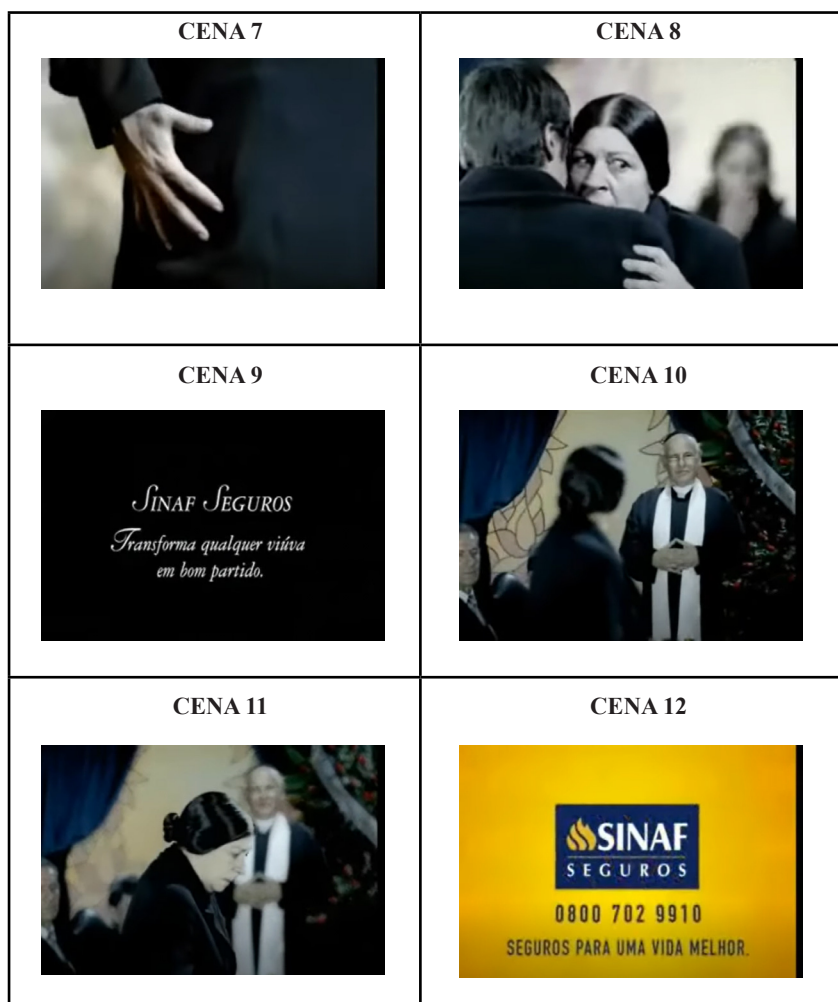 CENA 7
CENA 8
CENA 9
SINAF SEGUROS
Transforma qualquer viúva
em bom partido.
CENA 10
CENA 11
CENA 12
SINAF
SEGUROS
0800 702 9910
SEGUROS PARA UMA VIDA MELHOR.